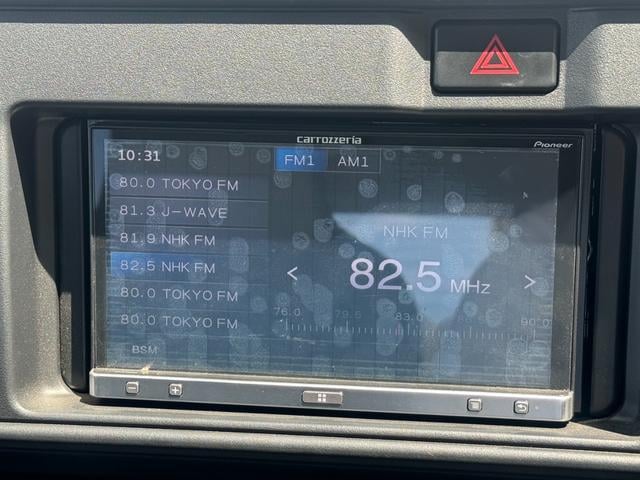 carrozzeria
Pioneer
10:31
FM1 AM1
80.0 TOKYO FM
81.3 J-WAVE
81.9 NHK FM
82.5 NHK FM
80.0 TOKYO FM
80.0 TOKYO FM
BSM
NHK FM
< 82.5 MHz >
76.0 79.5 83.0 90.0